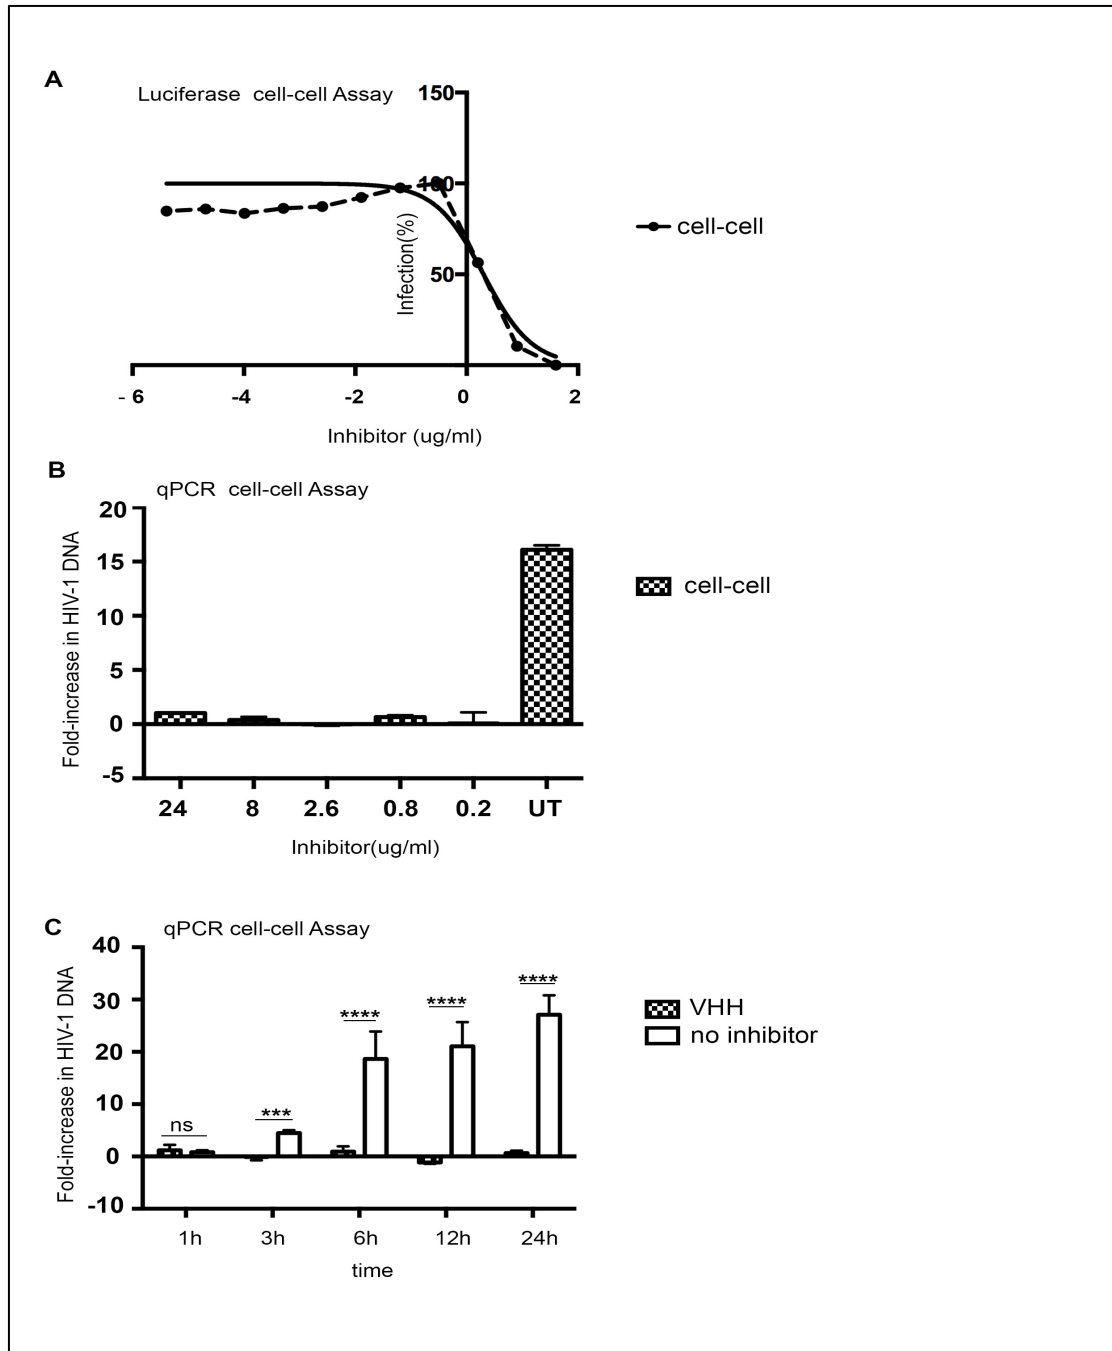 A
Luciferase cell-cell Assay
150
100
50
Infection(%)
cell-cell
- 6 -4 -2 0 2
Inhibitor (ug/ml)
B
qPCR cell-cell Assay
20
15
10
5
0
-5
Fold-increase in HIV-1 DNA
cell-cell
24 8 2.6 0.8 0.2 UT
Inhibitor(ug/ml)
C
qPCR cell-cell Assay
40
30
20
10
0
-10
Fold-increase in HIV-1 DNA
ns
***
****
****
****
VHH
no inhibitor
1h 3h 6h 12h 24h
time